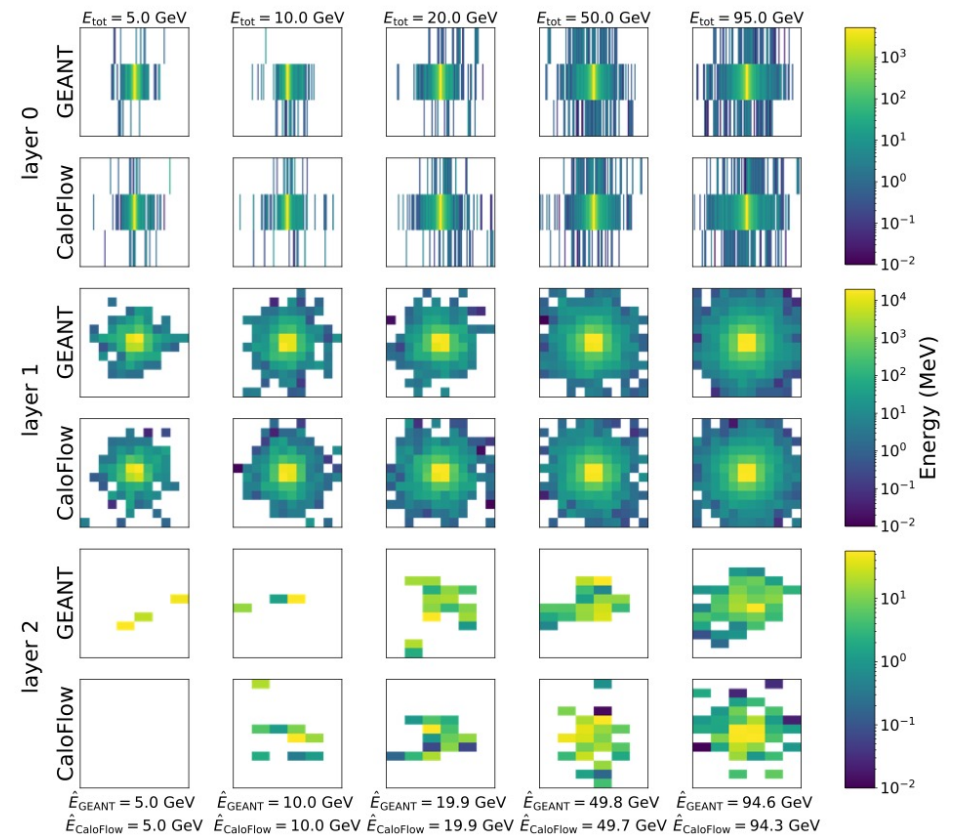 E_tot = 5.0 GeV E_tot = 10.0 GeV E_tot = 20.0 GeV E_tot = 50.0 GeV E_tot = 95.0 GeV
layer 0
GEANT
CaloFlow
10^3
10^2
10^1
10^0
10^−1
10^−2
layer 1
GEANT
CaloFlow
10^4
10^3
10^2
10^1
10^0
10^−1
10^−2
Energy (MeV)
layer 2
GEANT
CaloFlow
10^1
10^0
10^−1
10^−2
Ê_GEANT = 5.0 GeV Ê_GEANT = 10.0 GeV Ê_GEANT = 19.9 GeV Ê_GEANT = 49.8 GeV Ê_GEANT = 94.6 GeV
Ê_CaloFlow = 5.0 GeV Ê_CaloFlow = 10.0 GeV Ê_CaloFlow = 19.9 GeV Ê_CaloFlow = 49.7 GeV Ê_CaloFlow = 94.3 GeV